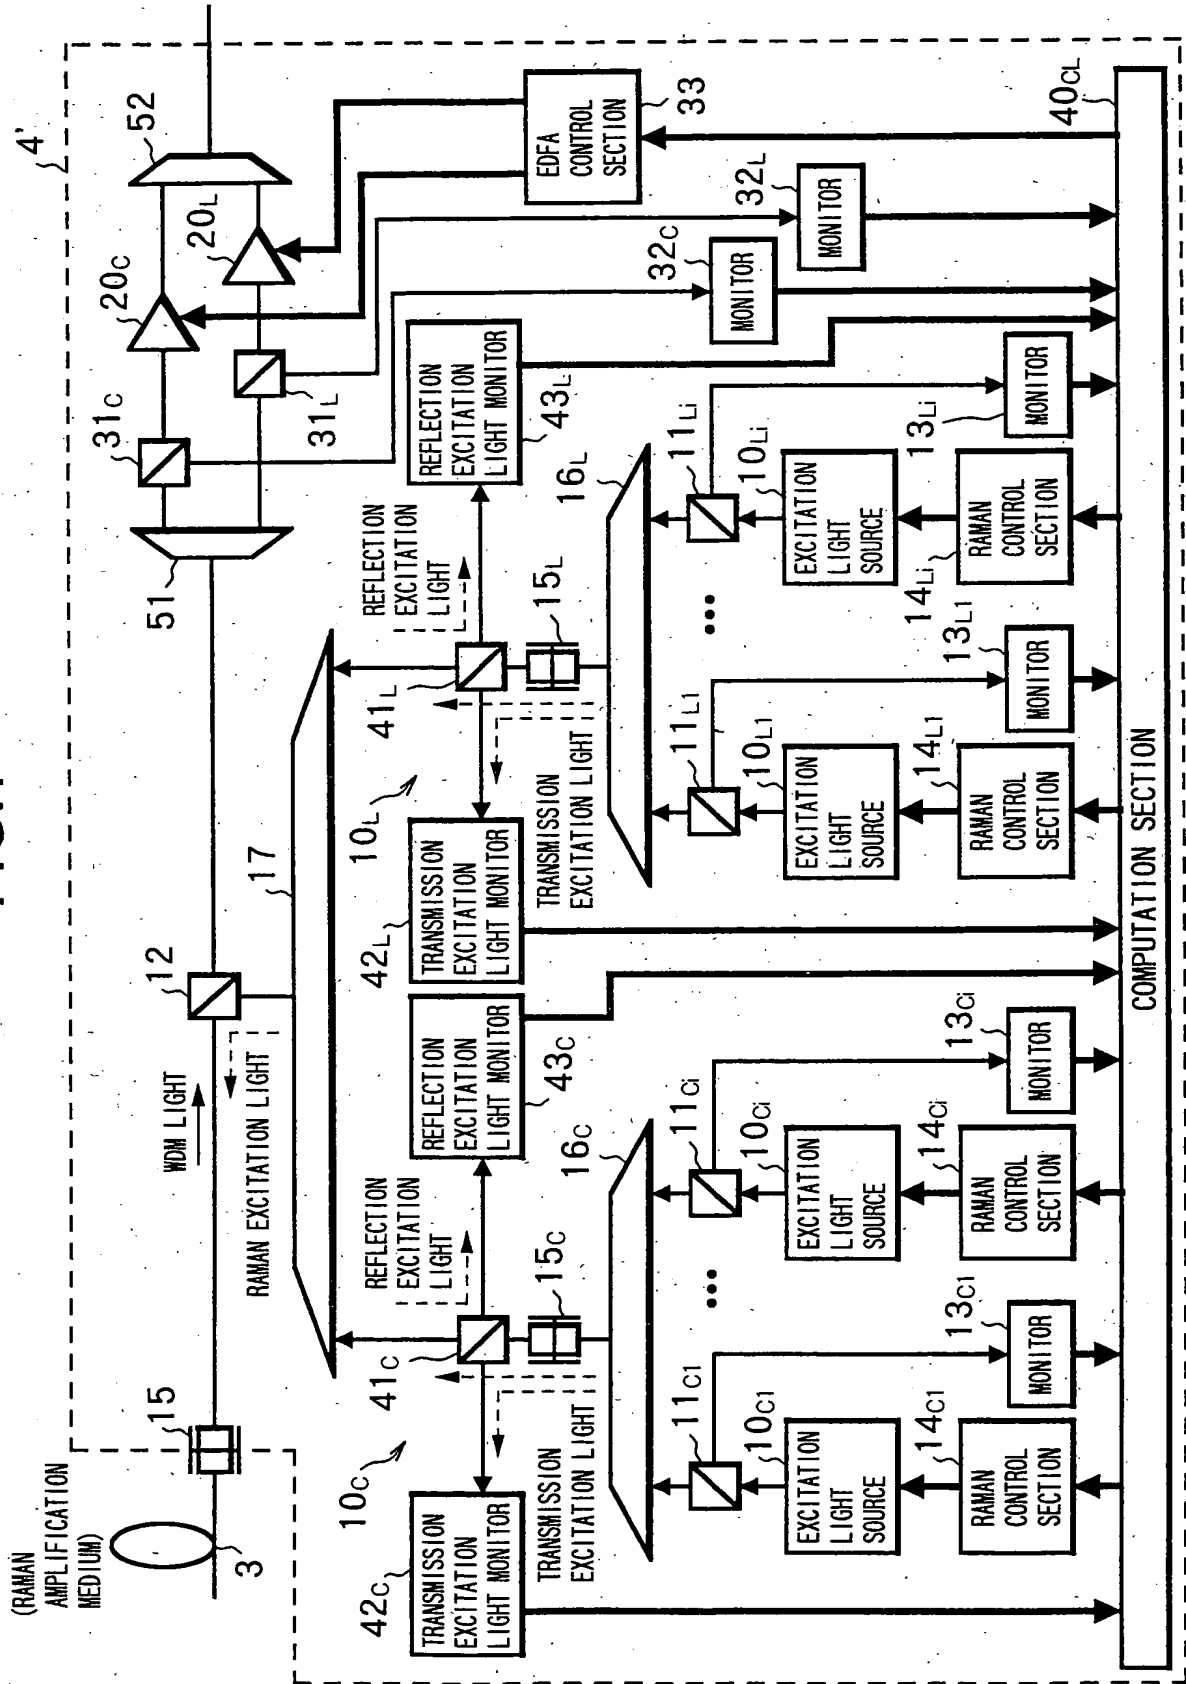 4'
52
20L
20C
31C
31L
51
EDFA
CONTROL
SECTION
33
40CL
32L
MONITOR
32C
MONITOR
REFLECTION
EXCITATION
LIGHT MONITOR
43L
REFLECTION
EXCITATION
LIGHT
16L
15L
41L
11Li
10Li
EXCITATION
LIGHT
SOURCE
13Li
MONITOR
14Li
RAMAN
CONTROL
SECTION
•••
11L1
10L1
EXCITATION
LIGHT
SOURCE
13L1
MONITOR
14L1
RAMAN
CONTROL
SECTION
TRANSMISSION
EXCITATION LIGHT
10L
42L
TRANSMISSION
EXCITATION
LIGHT MONITOR
17
12
WDM LIGHT
RAMAN EXCITATION LIGHT
REFLECTION
EXCITATION
LIGHT MONITOR
43C
REFLECTION
EXCITATION
LIGHT
16C
15C
41C
11Ci
10Ci
EXCITATION
LIGHT
SOURCE
13Ci
MONITOR
14Ci
RAMAN
CONTROL
SECTION
•••
11C1
10C1
EXCITATION
LIGHT
SOURCE
13C1
MONITOR
14C1
RAMAN
CONTROL
SECTION
TRANSMISSION
EXCITATION LIGHT
10C
42C
TRANSMISSION
EXCITATION
LIGHT MONITOR
COMPUTATION SECTION
15
3
(RAMAN
AMPLIFICATION
MEDIUM)